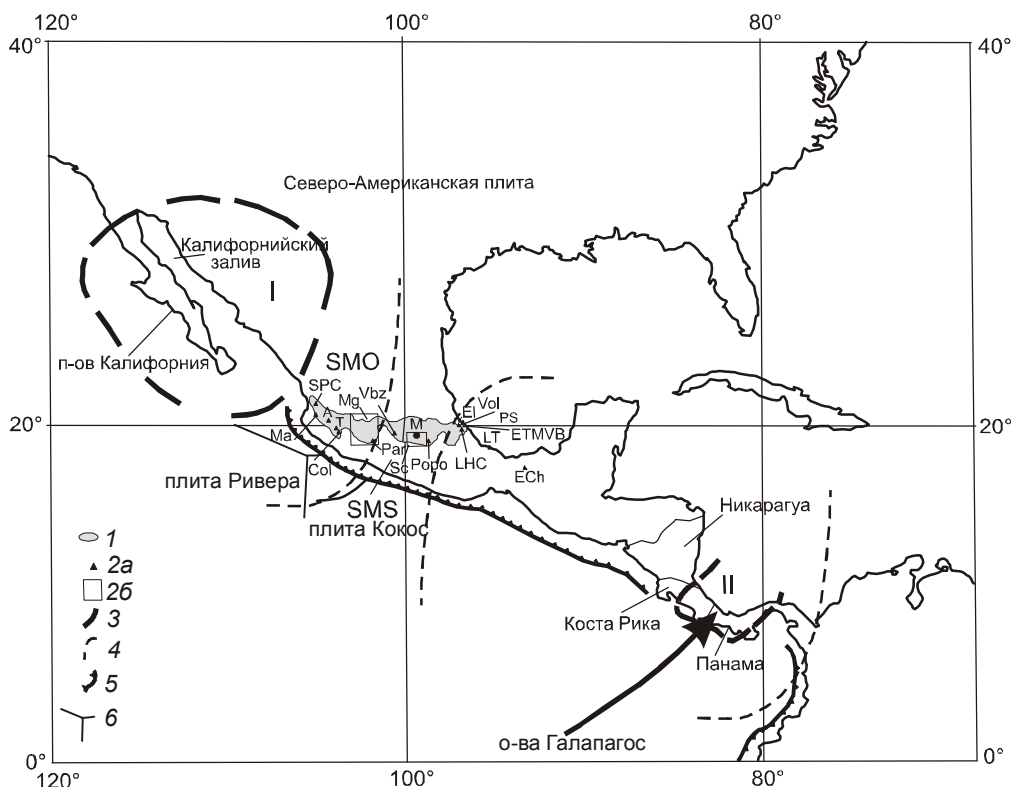 120°
100°
80°
40°
40°
Северо-Американская плита
Калифорнийский
залив
I
п-ов Калифорния
SMO
SPC
Vbz
Mg
A
T
M
El
Vol
PS
20°
20°
Ma
Par
LT
ETMVB
Col
Sc
Popo
LHC
ECh
плита Ривера
SMS
плита Кокос
Никарагуа
1
2а
2б
3
4
5
6
II
Коста Рика
Панама
о-ва Галапагос
0°
0°
120°
100°
80°